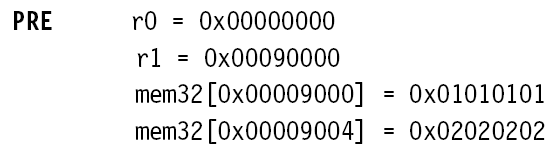 PRE r0 = 0x00000000
r1 = 0x00090000
mem32[0x00009000] = 0x01010101
mem32[0x00009004] = 0x02020202